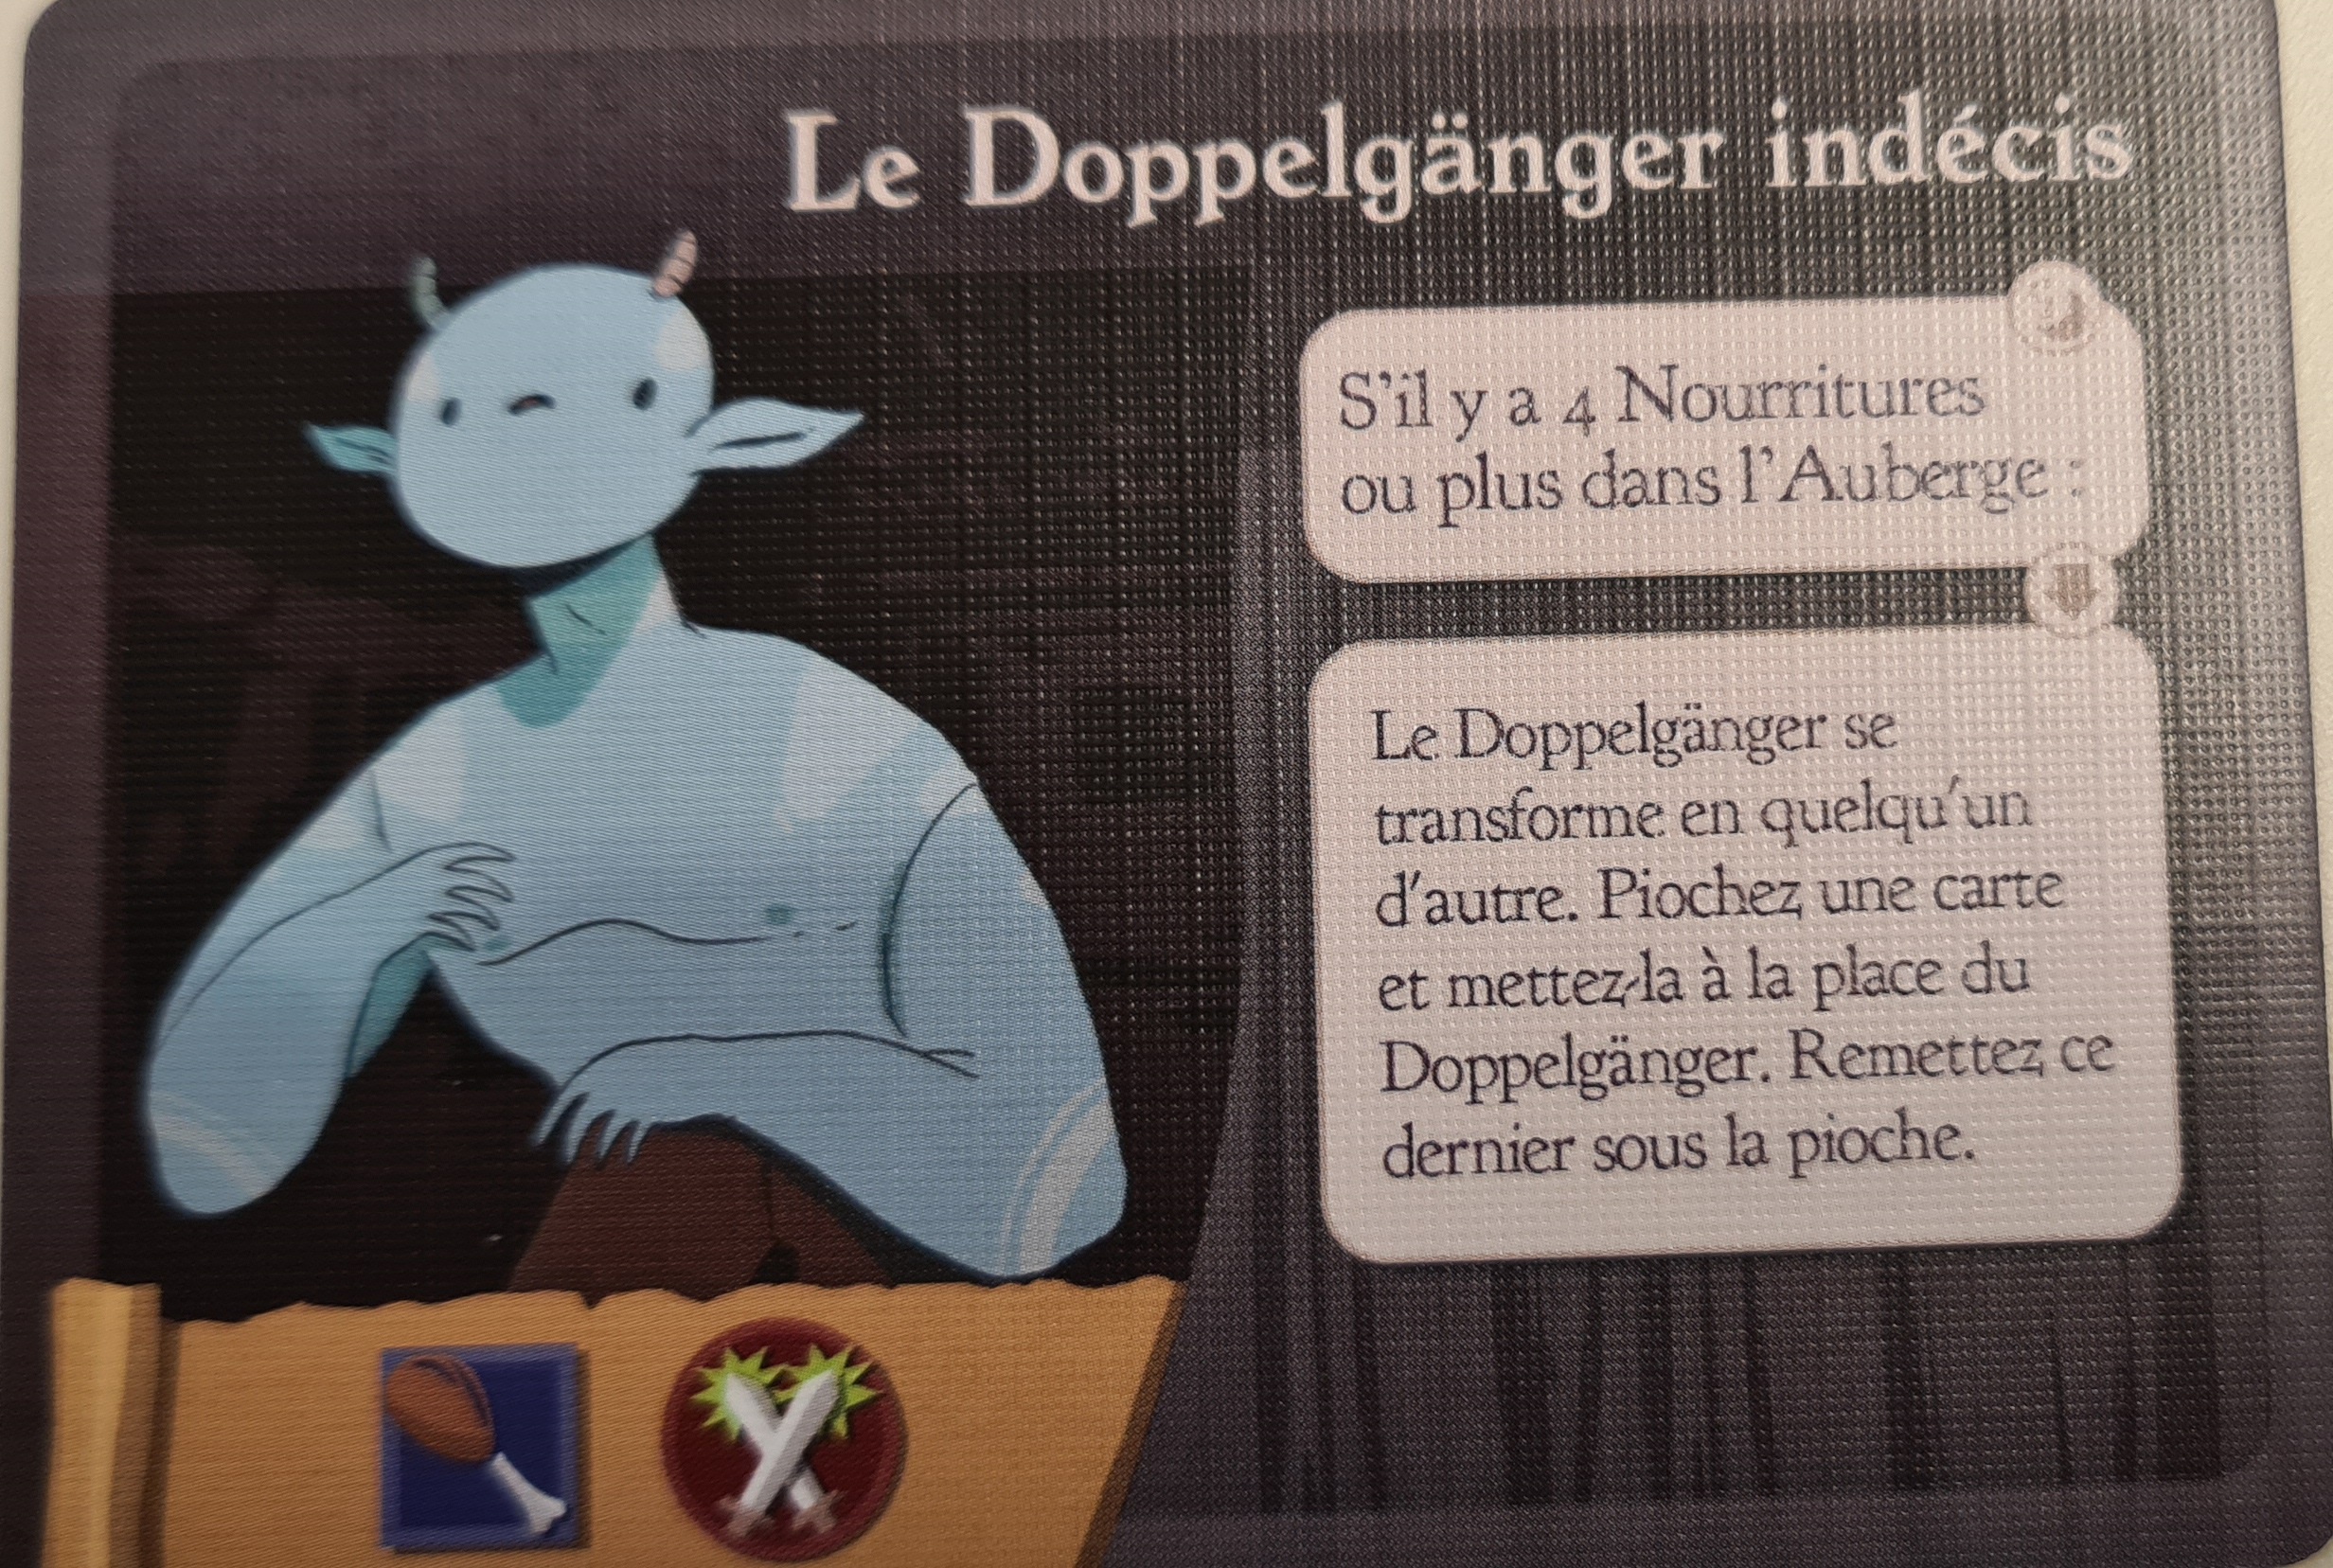 Le Doppelgänger indécis
S'il y a 4 Nourritures
ou plus dans l'Auberge :
Le Doppelgänger se
transforme en quelqu'un
d'autre. Piochez une carte
et mettez-la à la place du
Doppelgänger. Remettez ce
dernier sous la pioche.